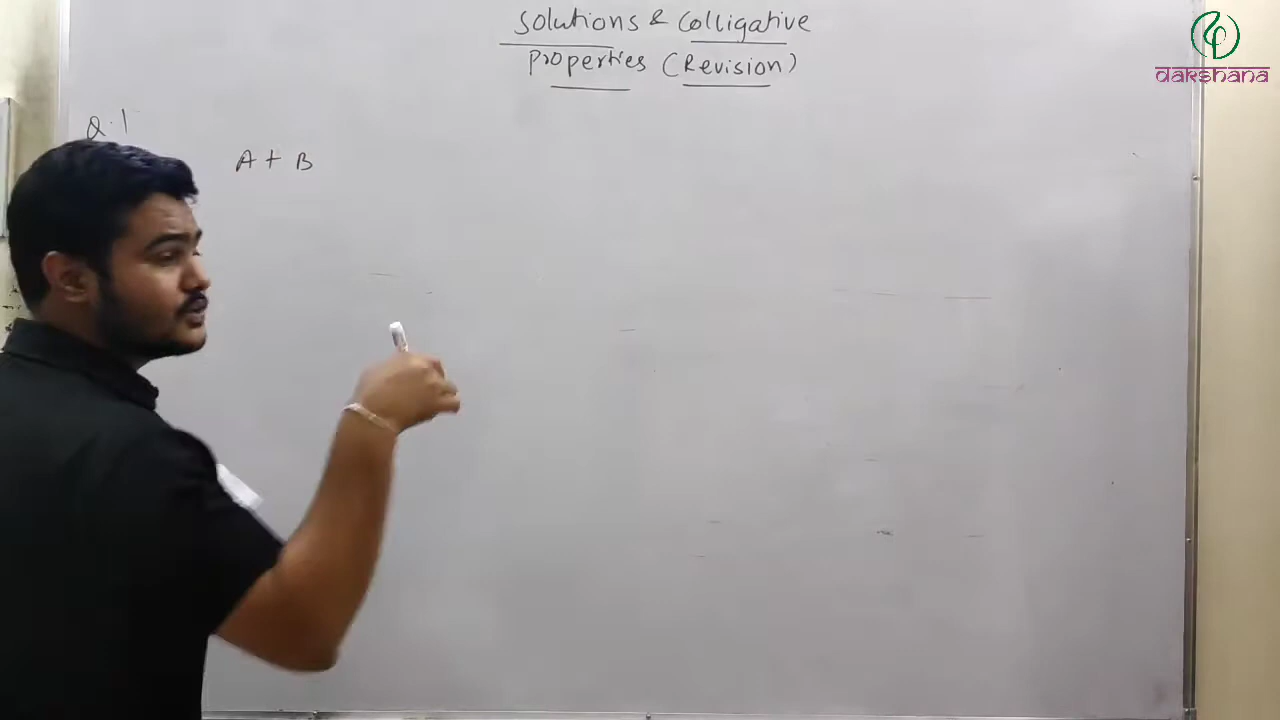 Solutions & Colligative
Properties (Revision)
dakshana
Q.1
A + B